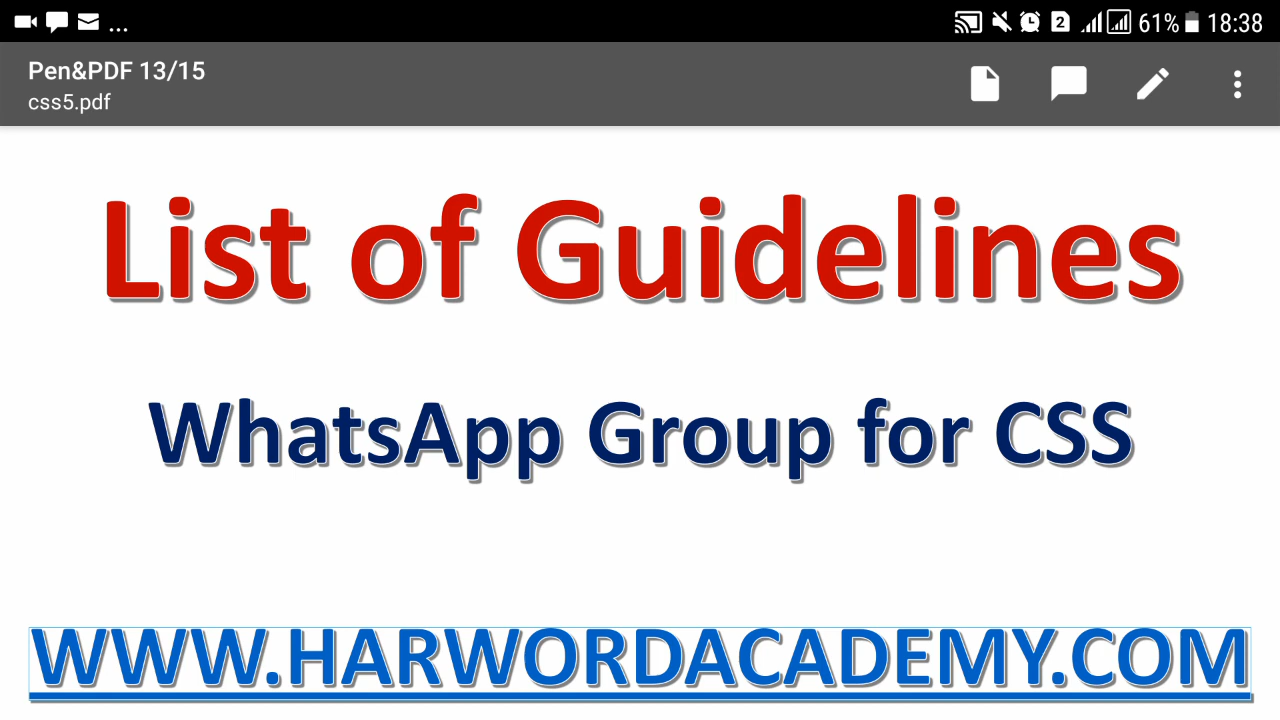 ... 2 61% 18:38
Pen&PDF 13/15
css5.pdf
List of Guidelines
WhatsApp Group for CSS
WWW.HARWORDACADEMY.COM